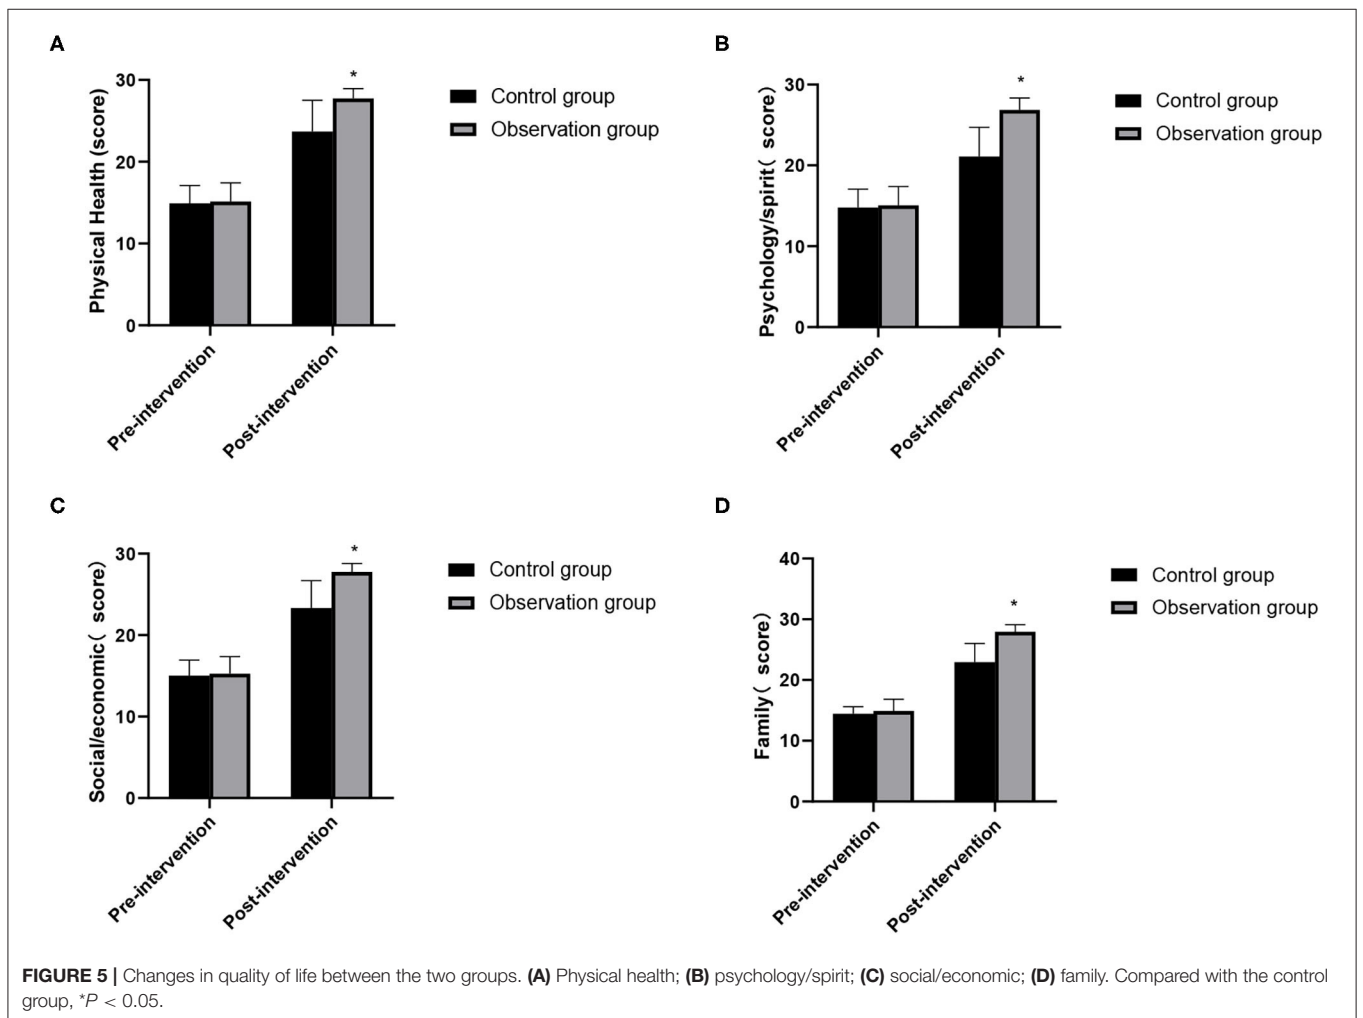 A
Physical Health (score)
30
20
10
0
*
Pre-intervention
Post-intervention
Control group
Observation group
B
Psychology/spirit( score)
30
20
10
0
*
Pre-intervention
Post-intervention
Control group
Observation group
C
Social/economic( score)
30
20
10
0
*
Pre-intervention
Post-intervention
Control group
Observation group
D
Family( score)
40
30
20
10
0
*
Pre-intervention
Post-intervention
Control group
Observation group
FIGURE 5 | Changes in quality of life between the two groups. (A) Physical health; (B) psychology/spirit; (C) social/economic; (D) family. Compared with the control
group, *P < 0.05.